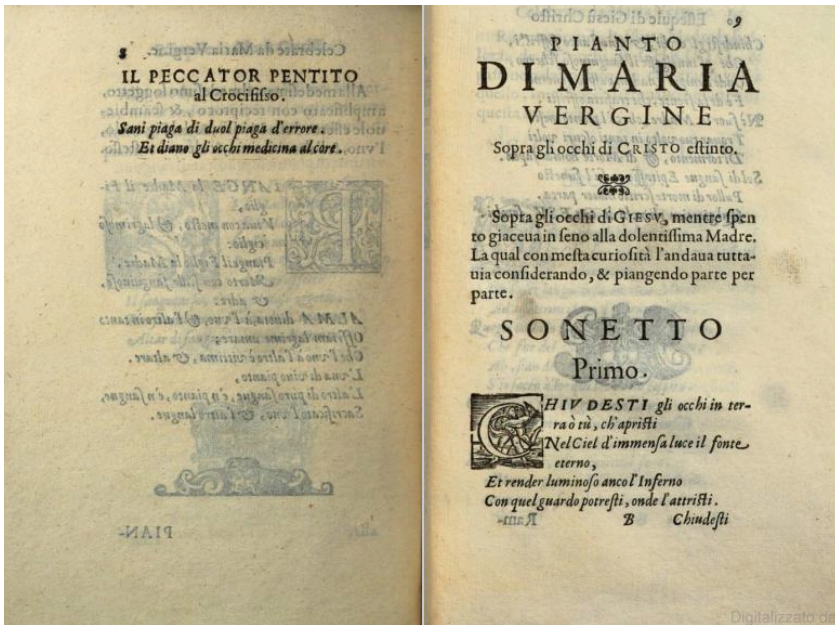 8
IL PECCATOR PENTITO
al Crocifisso.
Sani piaga di duol piaga d'errore.
Et diano gli occhi medicina al core.
9
PIANTO
DI MARIA
VERGINE
Sopra gli occhi di CRISTO estinto.
Sopra gli occhi di GIESV, mentre spen
to giaceua in seno alla dolentissima Madre.
La qual con mesta curiosità l'andaua tutta-
uia considerando, & piangendo parte per
parte.
SONETTO
Primo.
CHIVDESTI gli occhi in ter-
ra ò tù, ch'apristi
Nel Ciel d'immensa luce il fonte
eterno,
Et render luminoso anco l'Inferno
Con quel guardo potresti, onde l'attristi.
B Chiudesti
Digitalizzato da